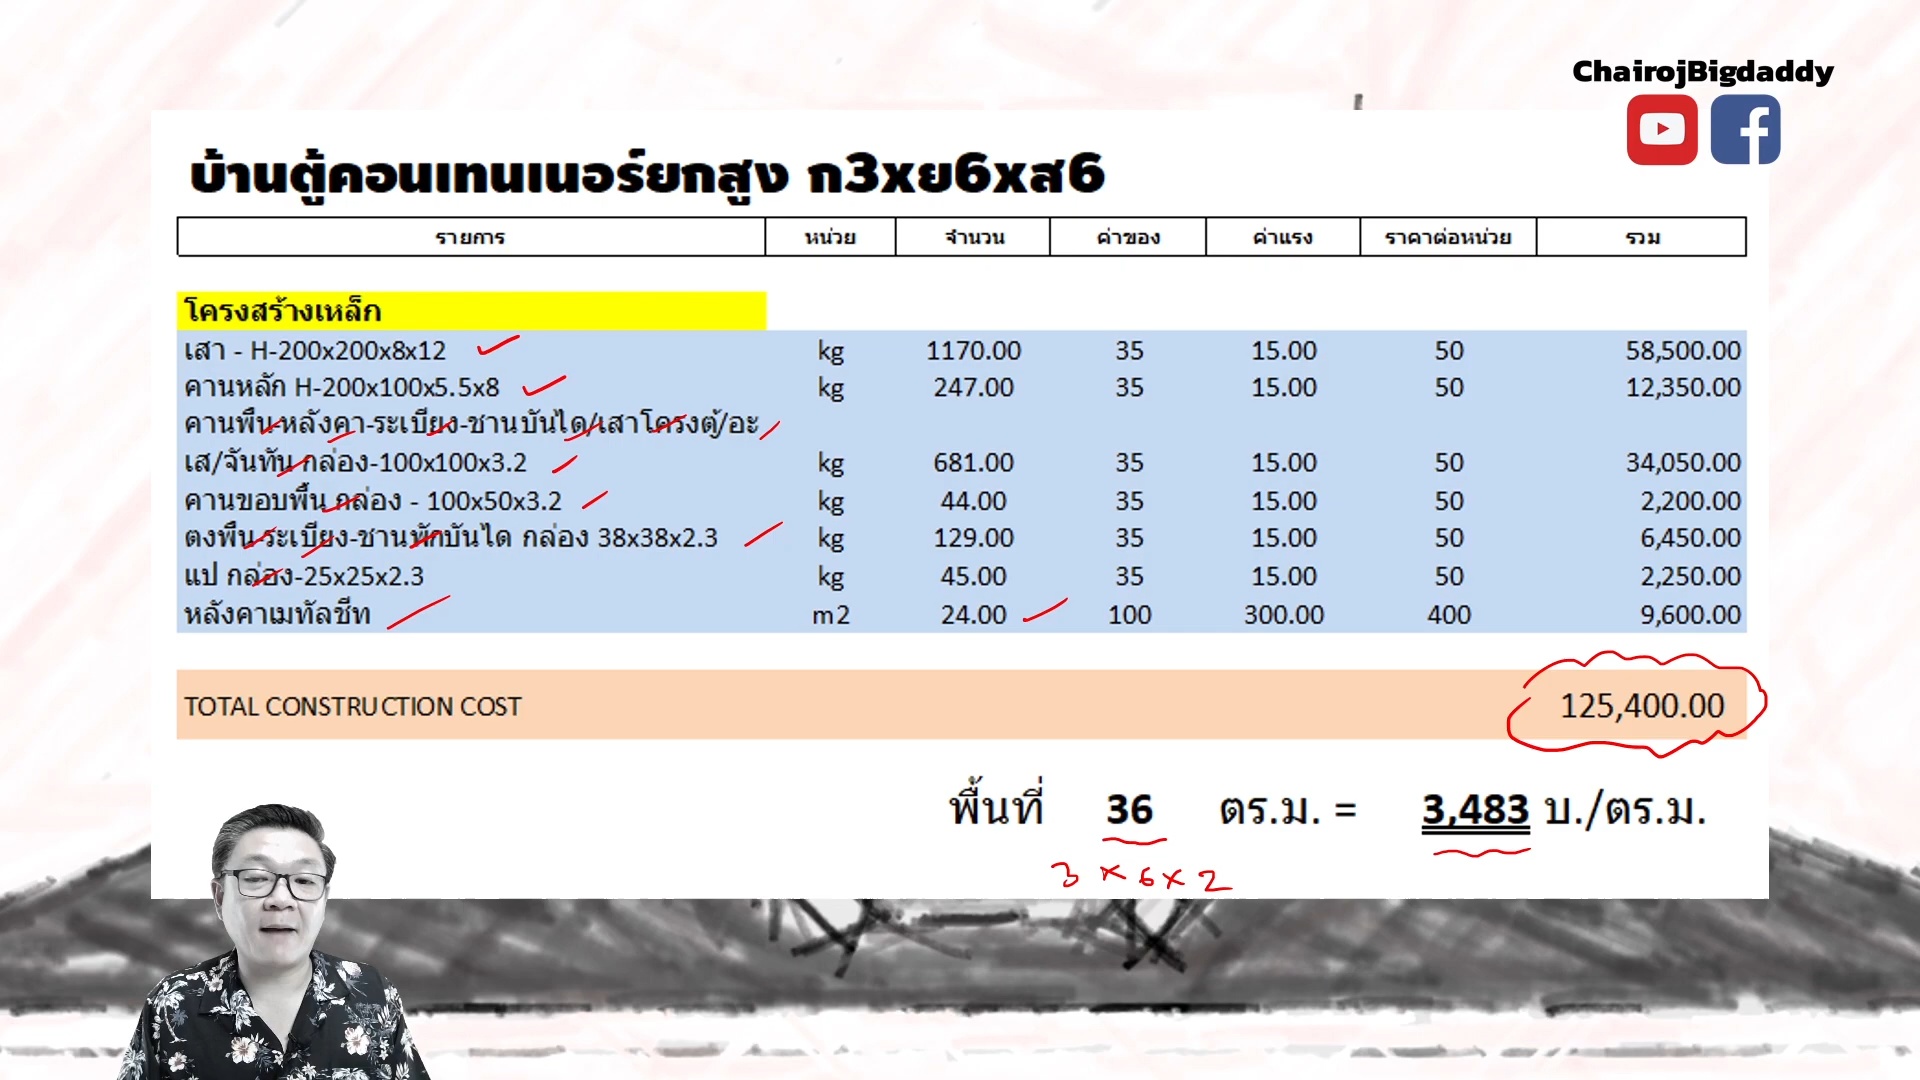 ChairojBigdaddy
บ้านตู้คอนเทนเนอร์ยกสูง ก3xย6xส6
รายการ หน่วย จำนวน ค่าของ ค่าแรง ราคาต่อหน่วย รวม
โครงสร้างเหล็ก
เสา - H-200x200x8x12 kg 1170.00 35 15.00 50 58,500.00
คานหลัก H-200x100x5.5x8 kg 247.00 35 15.00 50 12,350.00
คานพื้น-หลังคา-ระเบียง-ชานบันได/เสาโครงตู้/อะ
เส/จันทัน กล่อง-100x100x3.2 kg 681.00 35 15.00 50 34,050.00
คานขอบพื้น กล่อง - 100x50x3.2 kg 44.00 35 15.00 50 2,200.00
ตงพื้น-ระเบียง-ชานพักบันได กล่อง 38x38x2.3 kg 129.00 35 15.00 50 6,450.00
แป กล่อง-25x25x2.3 kg 45.00 35 15.00 50 2,250.00
หลังคาเมทัลชีท m2 24.00 100 300.00 400 9,600.00
TOTAL CONSTRUCTION COST 125,400.00
พื้นที่ 36 ตร.ม. = 3,483 บ./ตร.ม.
3 x 6 x 2